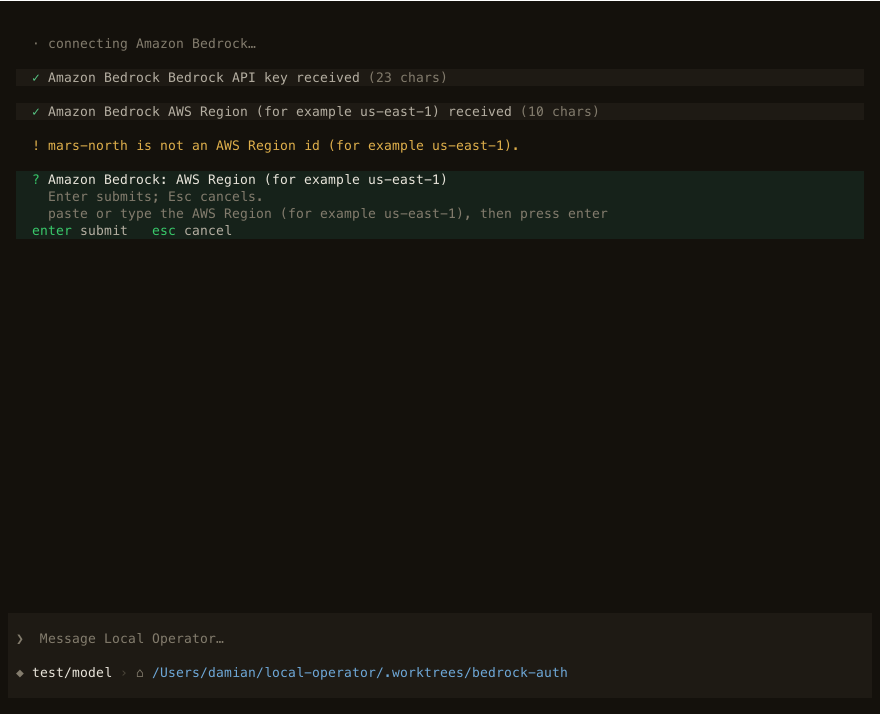 · connecting Amazon Bedrock…
✓ Amazon Bedrock Bedrock API key received (23 chars)
✓ Amazon Bedrock AWS Region (for example us-east-1) received (10 chars)
! mars-north is not an AWS Region id (for example us-east-1).
? Amazon Bedrock: AWS Region (for example us-east-1)
Enter submits; Esc cancels.
paste or type the AWS Region (for example us-east-1), then press enter
enter submit   esc cancel
❯  Message Local Operator…
◆ test/model › ⌂ /Users/damian/local-operator/.worktrees/bedrock-auth